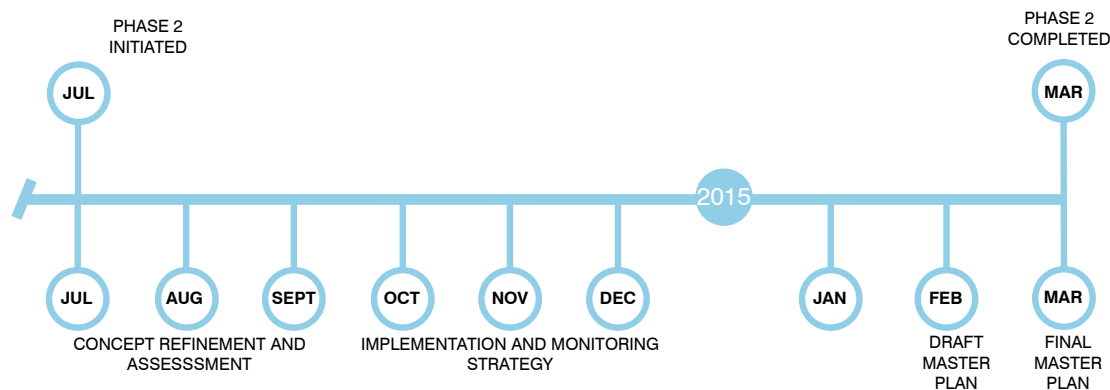 PHASE 2
INITIATED
PHASE 2
COMPLETED
JUL
MAR
2015
JUL
AUG
SEPT
OCT
NOV
DEC
JAN
FEB
MAR
CONCEPT REFINEMENT AND
ASSESSSMENT
IMPLEMENTATION AND MONITORING
STRATEGY
DRAFT
MASTER
PLAN
FINAL
MASTER
PLAN